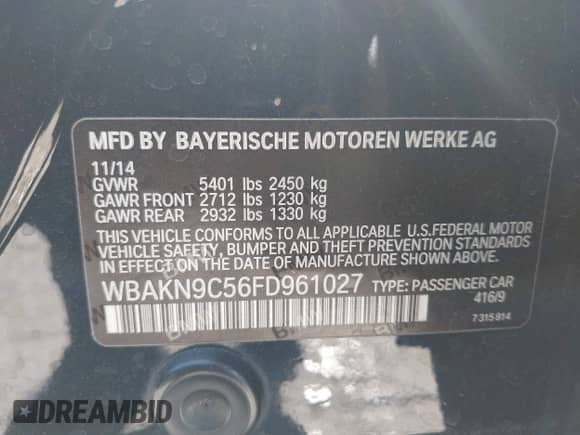 MFD BY BAYERISCHE MOTOREN WERKE AG
11/14
GVWR 5401 lbs 2450 kg
GAWR FRONT 2712 lbs 1230 kg
GAWR REAR 2932 lbs 1330 kg
THIS VEHICLE CONFORMS TO ALL APPLICABLE U.S.FEDERAL MOTOR
VEHICLE SAFETY, BUMPER AND THEFT PREVENTION STANDARDS
IN EFFECT ON THE DATE OF MANUFACTURE SHOWN ABOVE.
WBAKN9C56FD961027 TYPE: PASSENGER CAR
416/9
7315814
DREAMBID